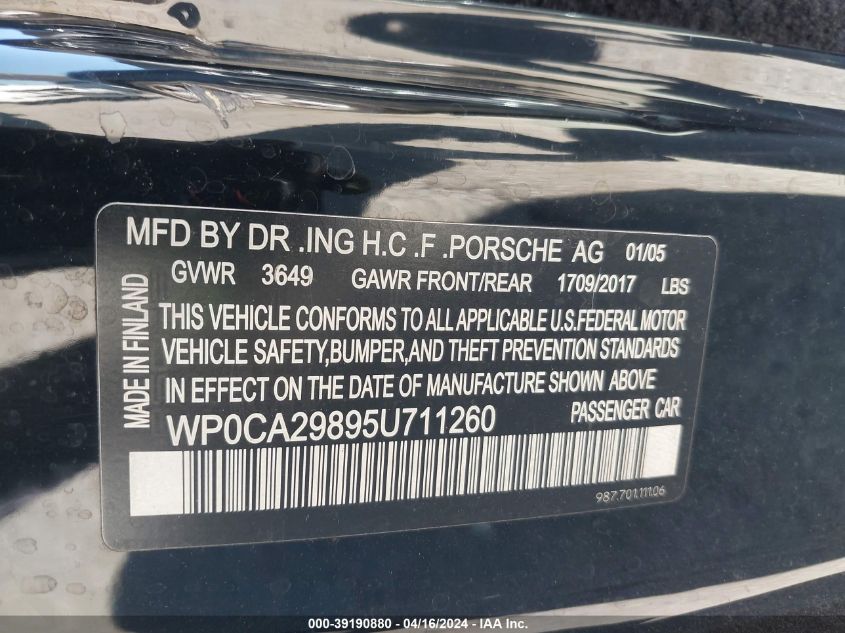 MFD BY DR .ING H.C .F .PORSCHE AG 01/05
GVWR 3649 GAWR FRONT/REAR 1709/2017 LBS
MADE IN FINLAND
THIS VEHICLE CONFORMS TO ALL APPLICABLE U.S.FEDERAL MOTOR
VEHICLE SAFETY,BUMPER,AND THEFT PREVENTION STANDARDS
IN EFFECT ON THE DATE OF MANUFACTURE SHOWN ABOVE
WP0CA29895U711260 PASSENGER CAR
987.701.111.06
000-39190880 - 04/16/2024 - IAA Inc.